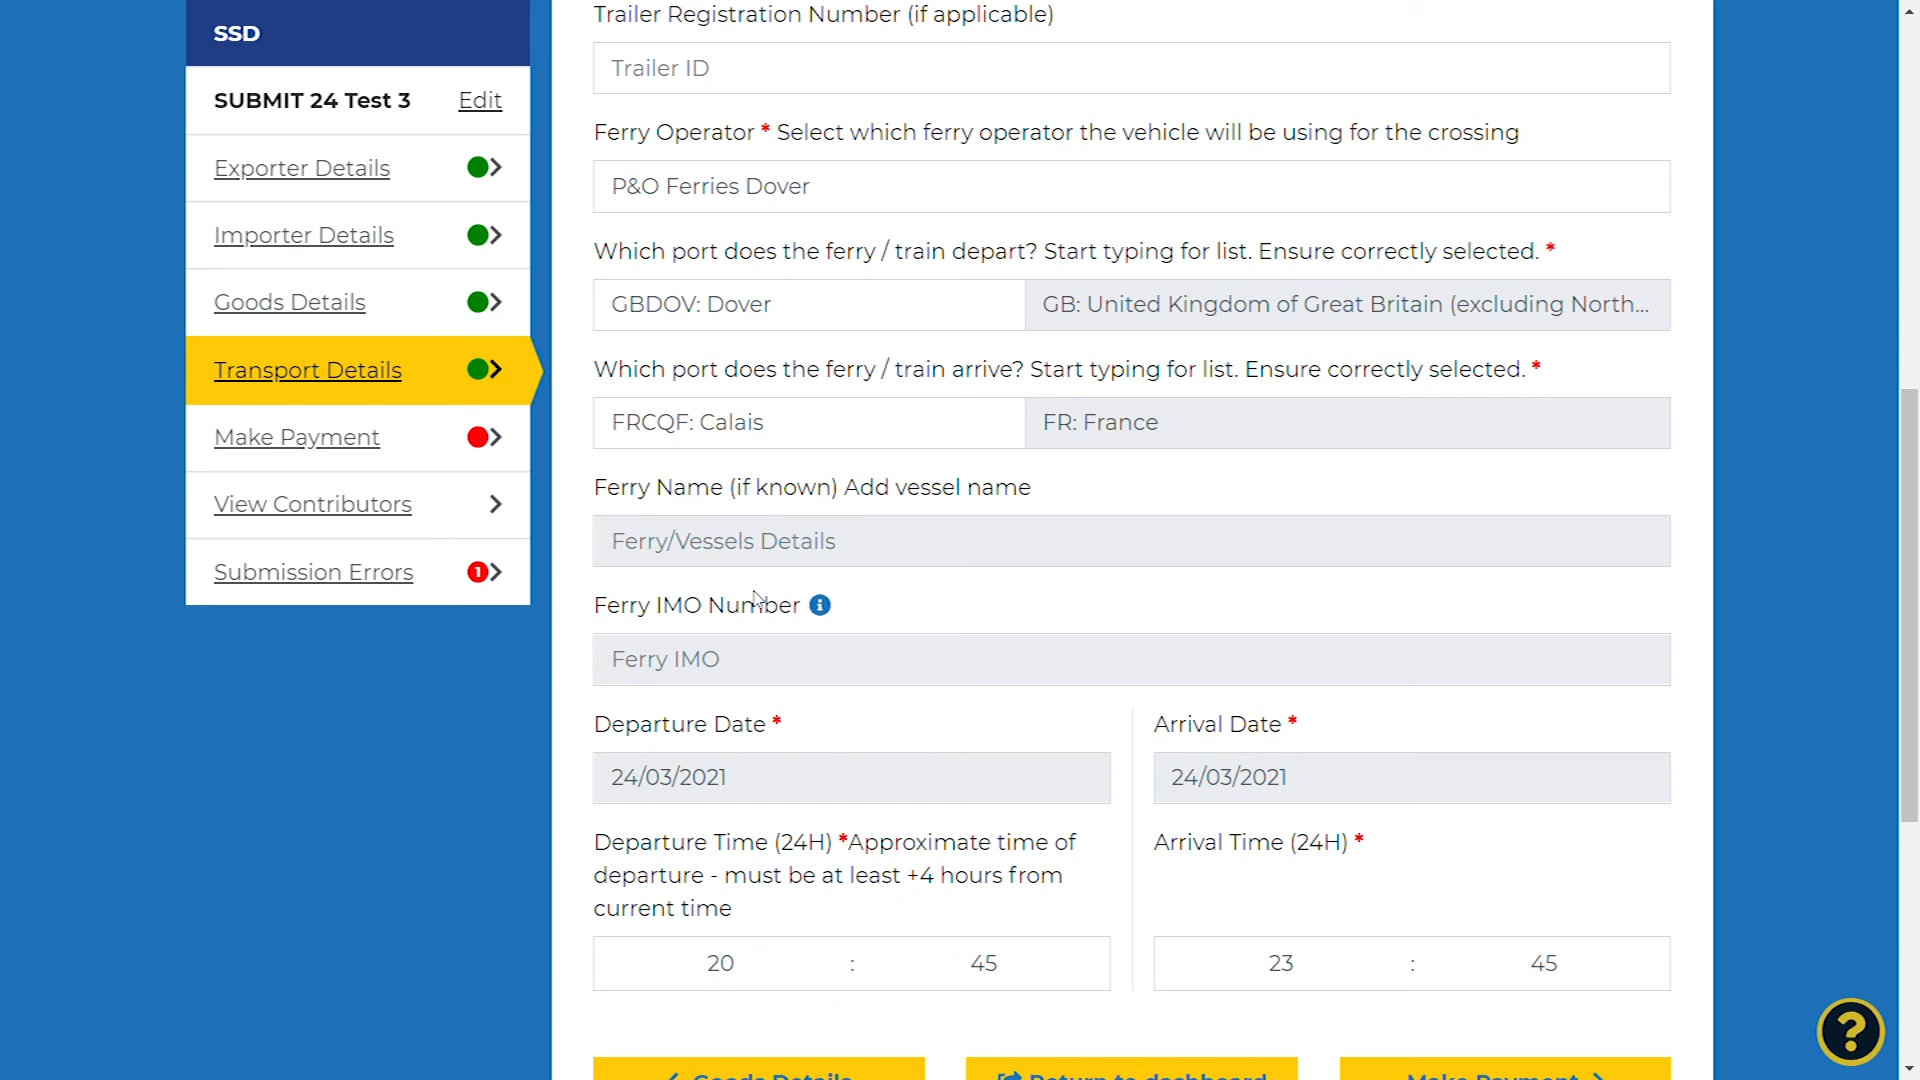 SSD
SUBMIT 24 Test 3 Edit
Exporter Details
Importer Details
Goods Details
Transport Details
Make Payment
View Contributors
Submission Errors 1
Trailer Registration Number (if applicable)
Trailer ID
Ferry Operator * Select which ferry operator the vehicle will be using for the crossing
P&O Ferries Dover
Which port does the ferry / train depart? Start typing for list. Ensure correctly selected. *
GBDOV: Dover GB: United Kingdom of Great Britain (excluding North...
Which port does the ferry / train arrive? Start typing for list. Ensure correctly selected. *
FRCQF: Calais FR: France
Ferry Name (if known) Add vessel name
Ferry/Vessels Details
Ferry IMO Number i
Ferry IMO
Departure Date *
24/03/2021
Departure Time (24H) *Approximate time of
departure - must be at least +4 hours from
current time
20 : 45
Arrival Date *
24/03/2021
Arrival Time (24H) *
23 : 45
Goods Details
Return to dashboard
Make Payment
?